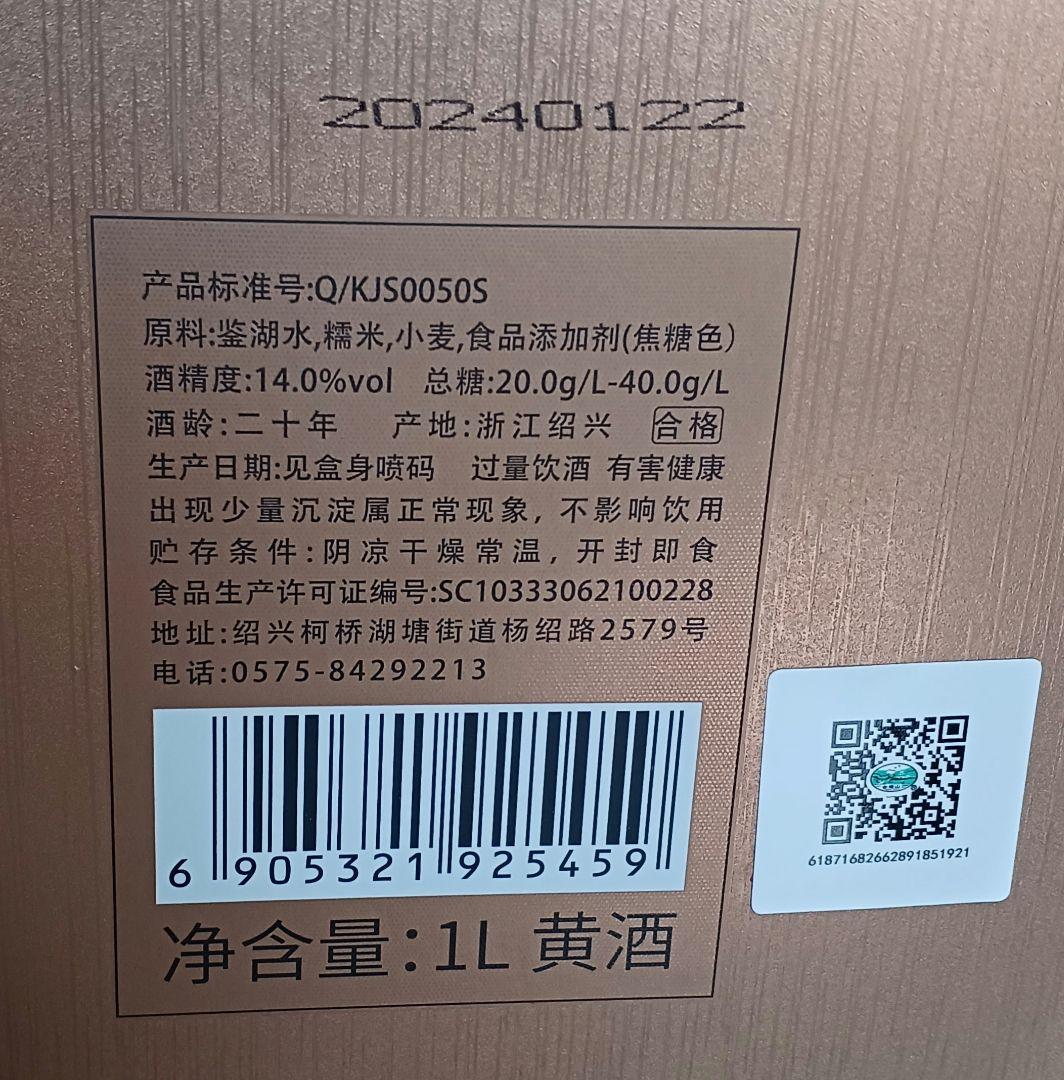 20240122
产品标准号:Q/KJS0050S
原料:鉴湖水,糯米,小麦,食品添加剂(焦糖色)
酒精度:14.0%vol 总糖:20.0g/L-40.0g/L
酒龄:二十年 产地:浙江绍兴 合格
生产日期:见盒身喷码 过量饮酒 有害健康
出现少量沉淀属正常现象,不影响饮用
贮存条件:阴凉干燥常温,开封即食
食品生产许可证编号:SC10333062100228
地址:绍兴柯桥湖塘街道杨绍路2579号
电话:0575-84292213
6 905321 925459
净含量:1L 黄酒
61871682662891851921